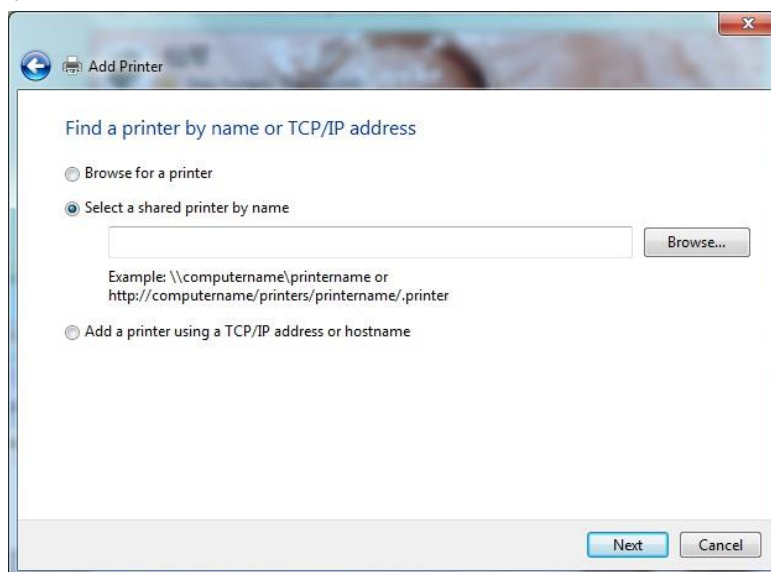 Add Printer
Find a printer by name or TCP/IP address
Browse for a printer
Select a shared printer by name
Browse...
Example: \\computername\printername or
http://computername/printers/printername/.printer
Add a printer using a TCP/IP address or hostname
Next Cancel